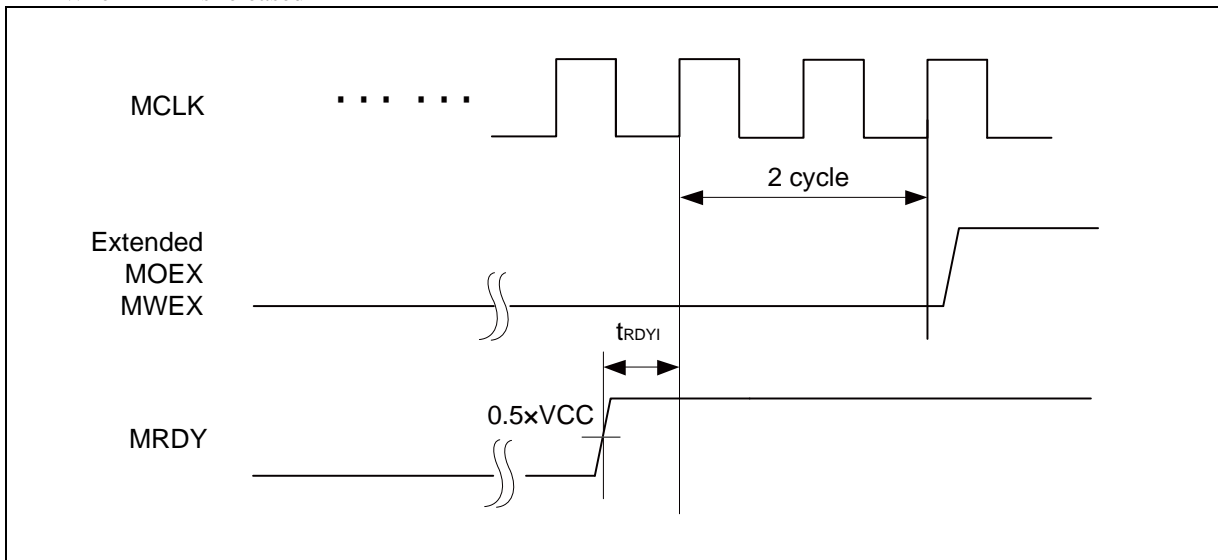 MCLK
... ...
2 cycle
Extended
MOEX
MWEX
tRDYI
0.5×VCC
MRDY